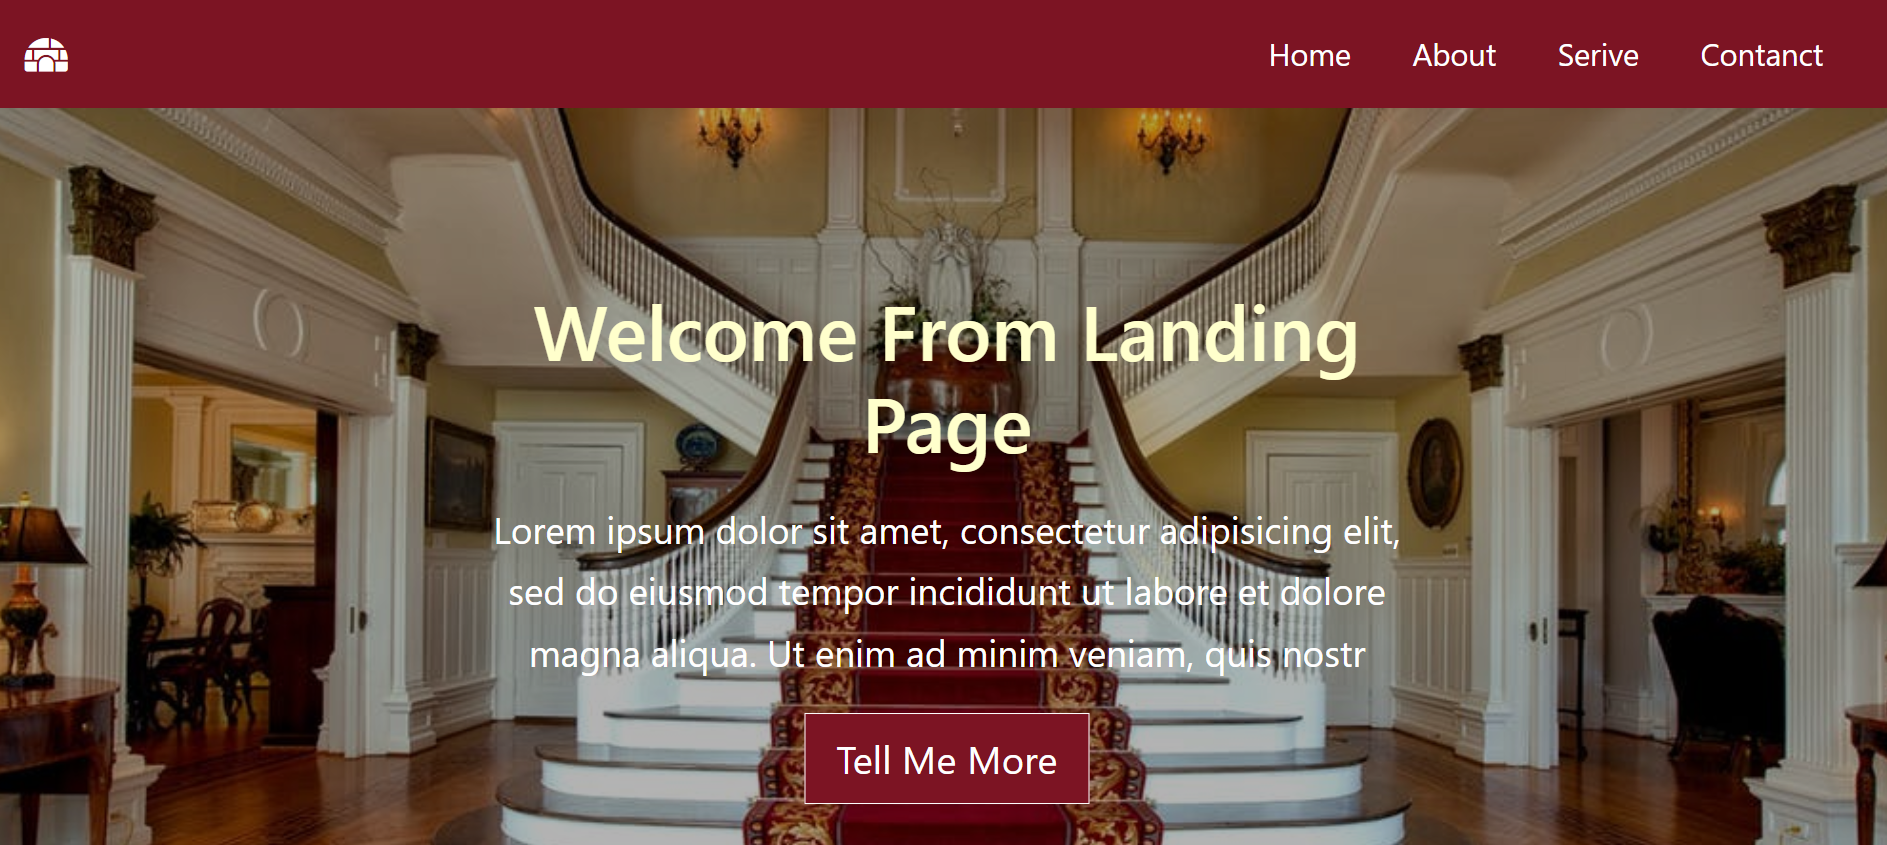 Home About Serive Contanct
Welcome From Landing
Page
Lorem ipsum dolor sit amet, consectetur adipisicing elit,
sed do eiusmod tempor incididunt ut labore et dolore
magna aliqua. Ut enim ad minim veniam, quis nostr
Tell Me More